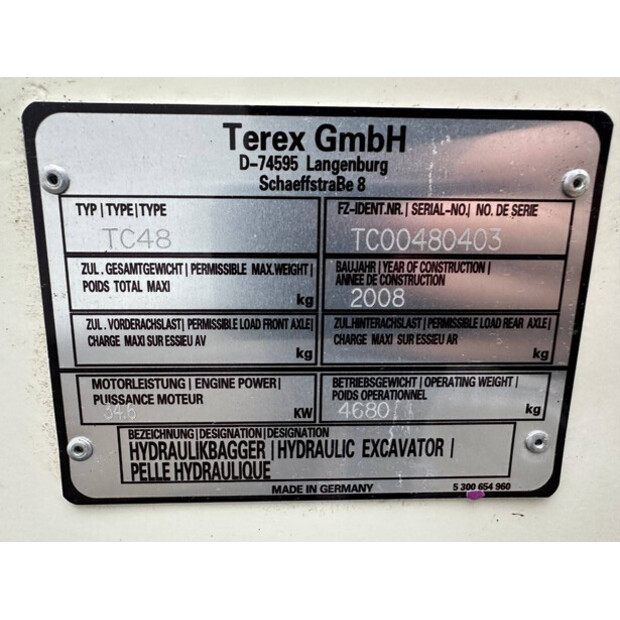 Terex GmbH
D-74595 Langenburg
Schaeffstraße 8
TYP | TYPE | TYPE
TC48
FZ-IDENT.NR. | SERIAL-NO. | NO. DE SERIE
TC00480403
ZUL. GESAMTGEWICHT | PERMISSIBLE MAX.WEIGHT |
POIDS TOTAL MAXI
kg
BAUJAHR | YEAR OF CONSTRUCTION |
ANNEE DE CONSTRUCTION
2008
ZUL. VORDERACHSLAST | PERMISSIBLE LOAD FRONT AXLE |
CHARGE MAXI SUR ESSIEU AV
kg
ZUL.HINTERACHSLAST | PERMISSIBLE LOAD REAR AXLE |
CHARGE MAXI SUR ESSIEU AR
kg
MOTORLEISTUNG | ENGINE POWER |
PUISSANCE MOTEUR
34.6
KW
BETRIEBSGEWICHT | OPERATING WEIGHT |
POIDS OPERATIONNEL
4680
kg
BEZEICHNUNG | DESIGNATION | DESIGNATION
HYDRAULIKBAGGER | HYDRAULIC EXCAVATOR |
PELLE HYDRAULIQUE
MADE IN GERMANY
5 300 654 960